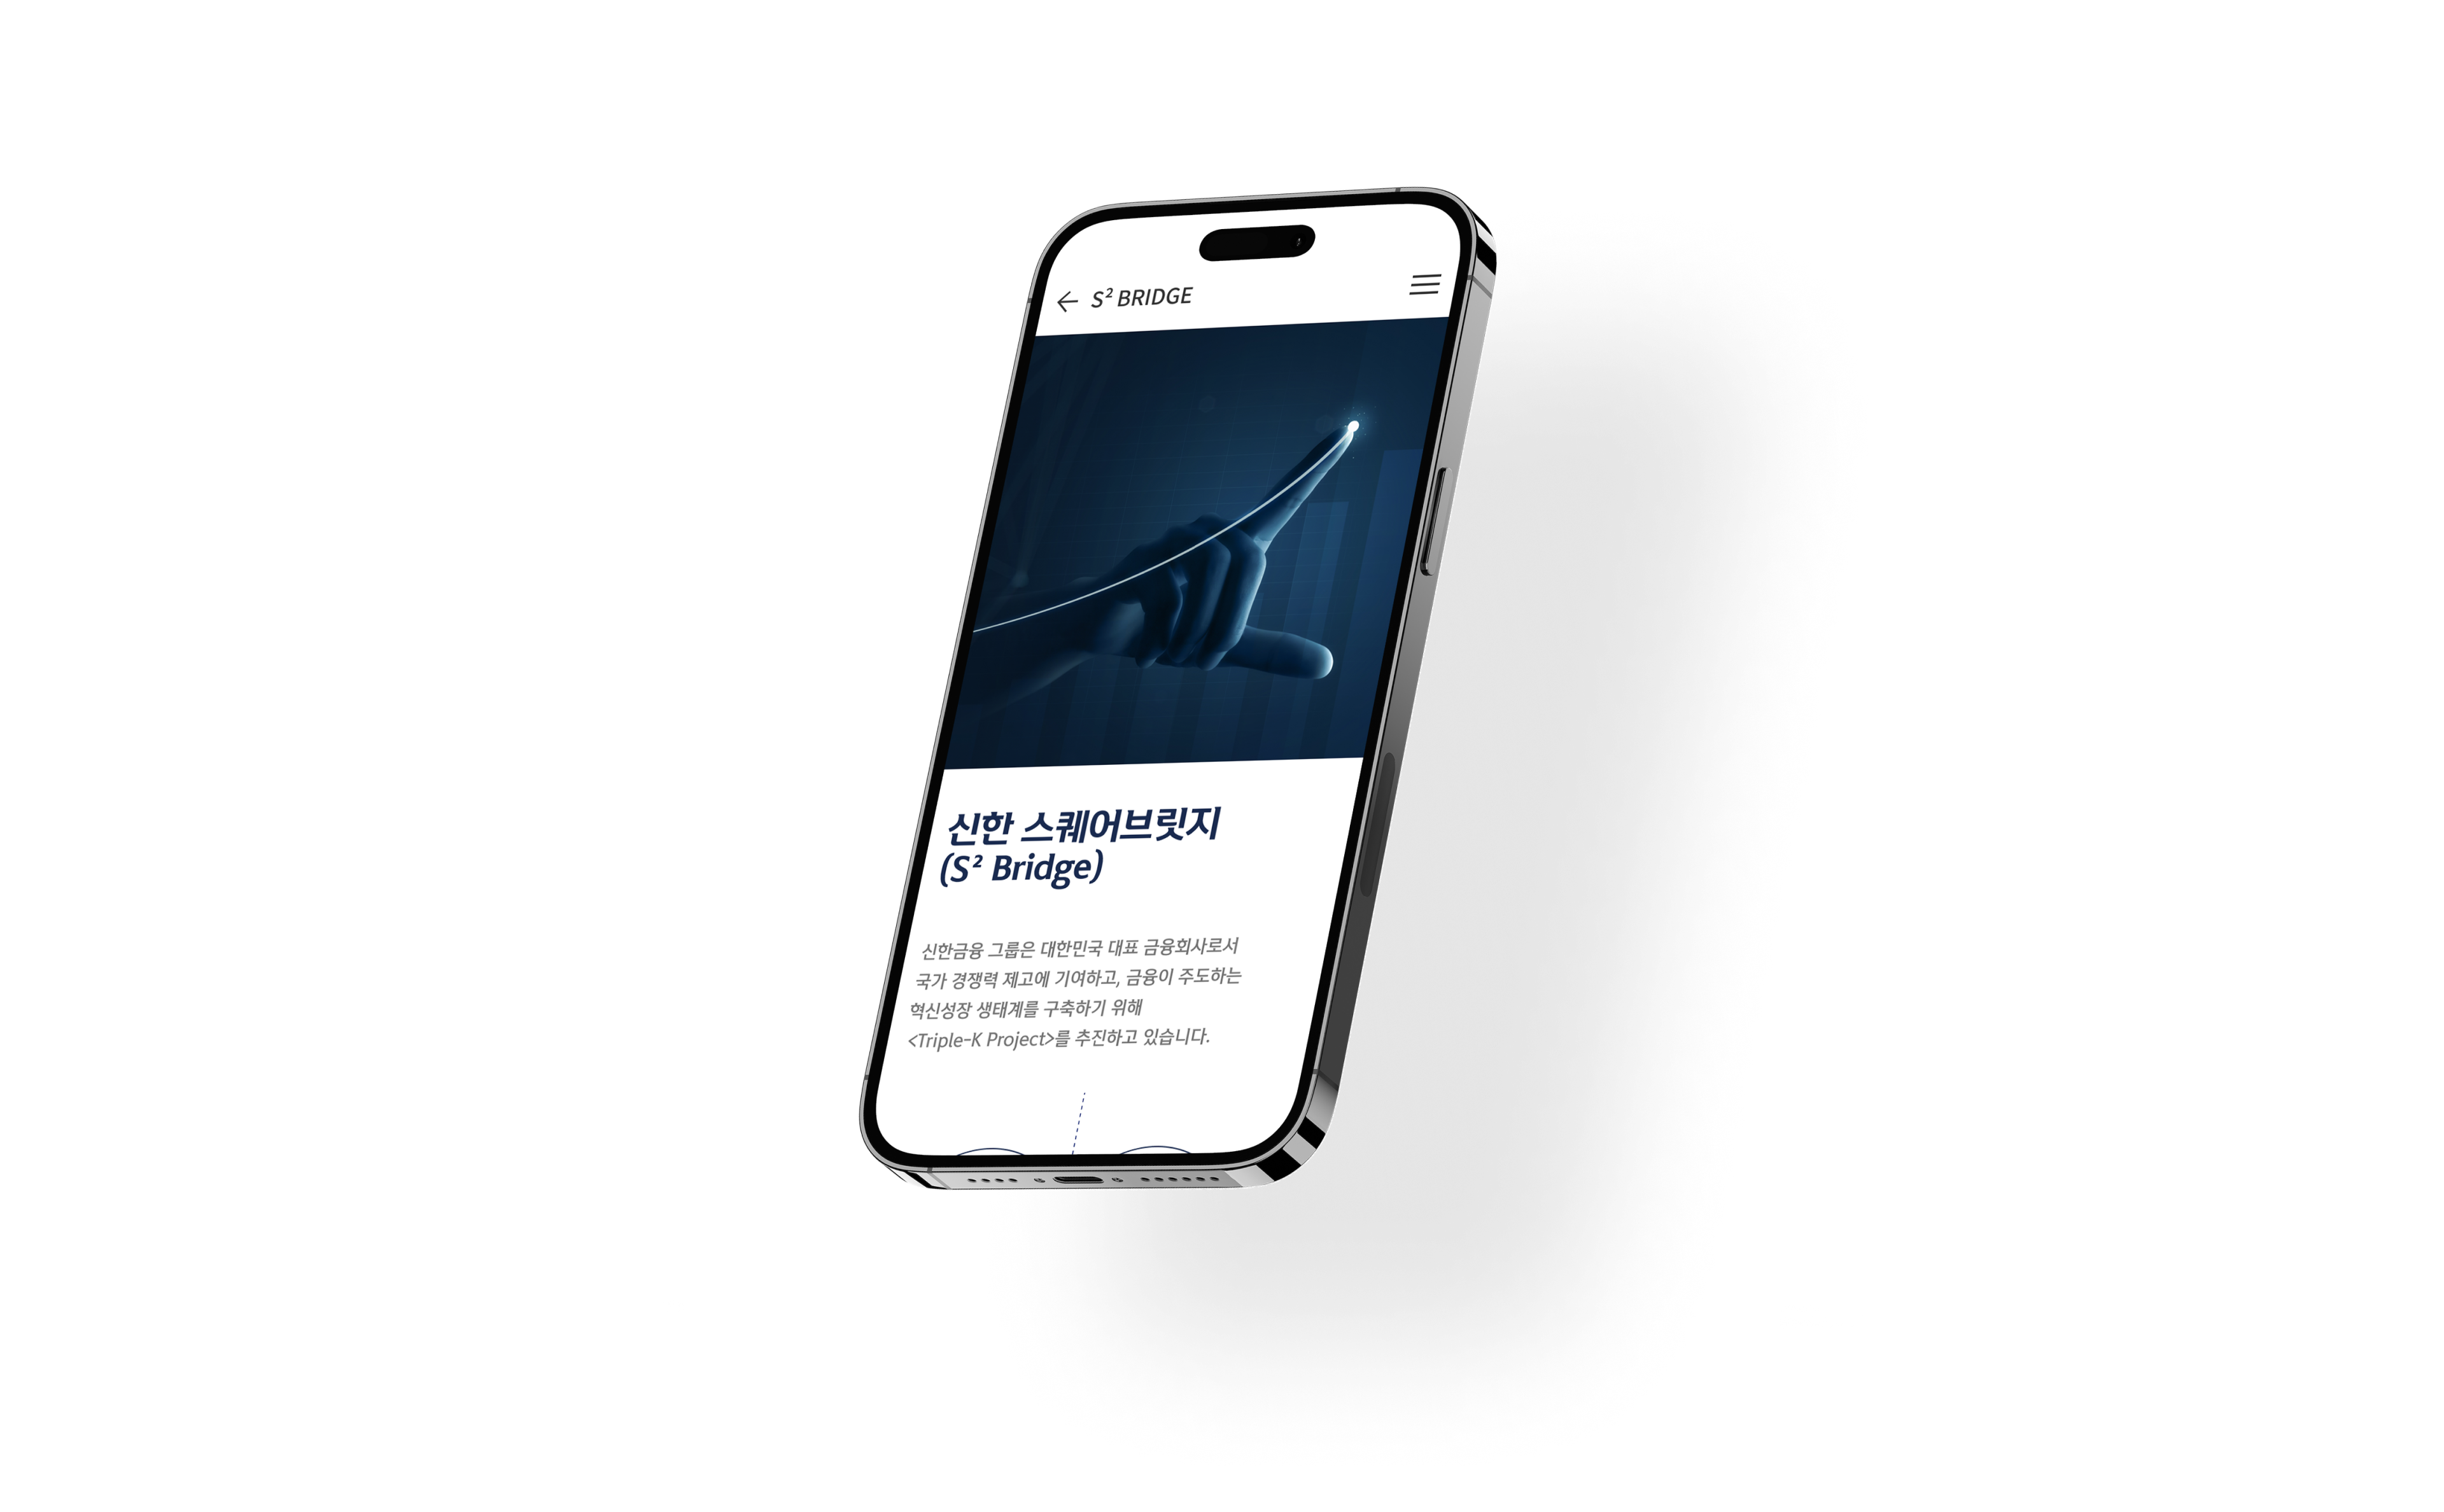 S² BRIDGE
신한 스퀘어브릿지
(S² Bridge)
신한금융 그룹은 대한민국 대표 금융회사로서
국가 경쟁력 제고에 기여하고, 금융이 주도하는
혁신성장 생태계를 구축하기 위해
<Triple-K Project>를 추진하고 있습니다.